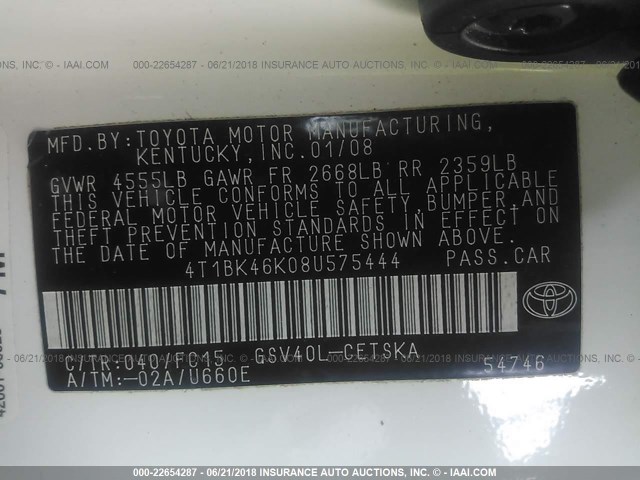 000-22654287 - 06/21/2018 INSURANCE AUTO AUCTIONS, INC. - IAAI.COM
MFD.BY:TOYOTA MOTOR MANUFACTURING,
KENTUCKY,INC.01/08
GVWR 4555LB GAWR FR 2668LB RR 2359LB
THIS VEHICLE CONFORMS TO ALL APPLICABLE
FEDERAL MOTOR VEHICLE SAFETY,BUMPER,AND
THEFT PREVENTION STANDARDS IN EFFECT ON
THE DATE OF MANUFACTURE SHOWN ABOVE.
4T1BK46K08U575444 PASS.CAR
C/TR:040/FC45 GSV40L-CETSKA
A/TM:-02A/U660E 54746
000-22654287 - 06/21/2018 INSURANCE AUTO AUCTIONS, INC. - IAAI.COM